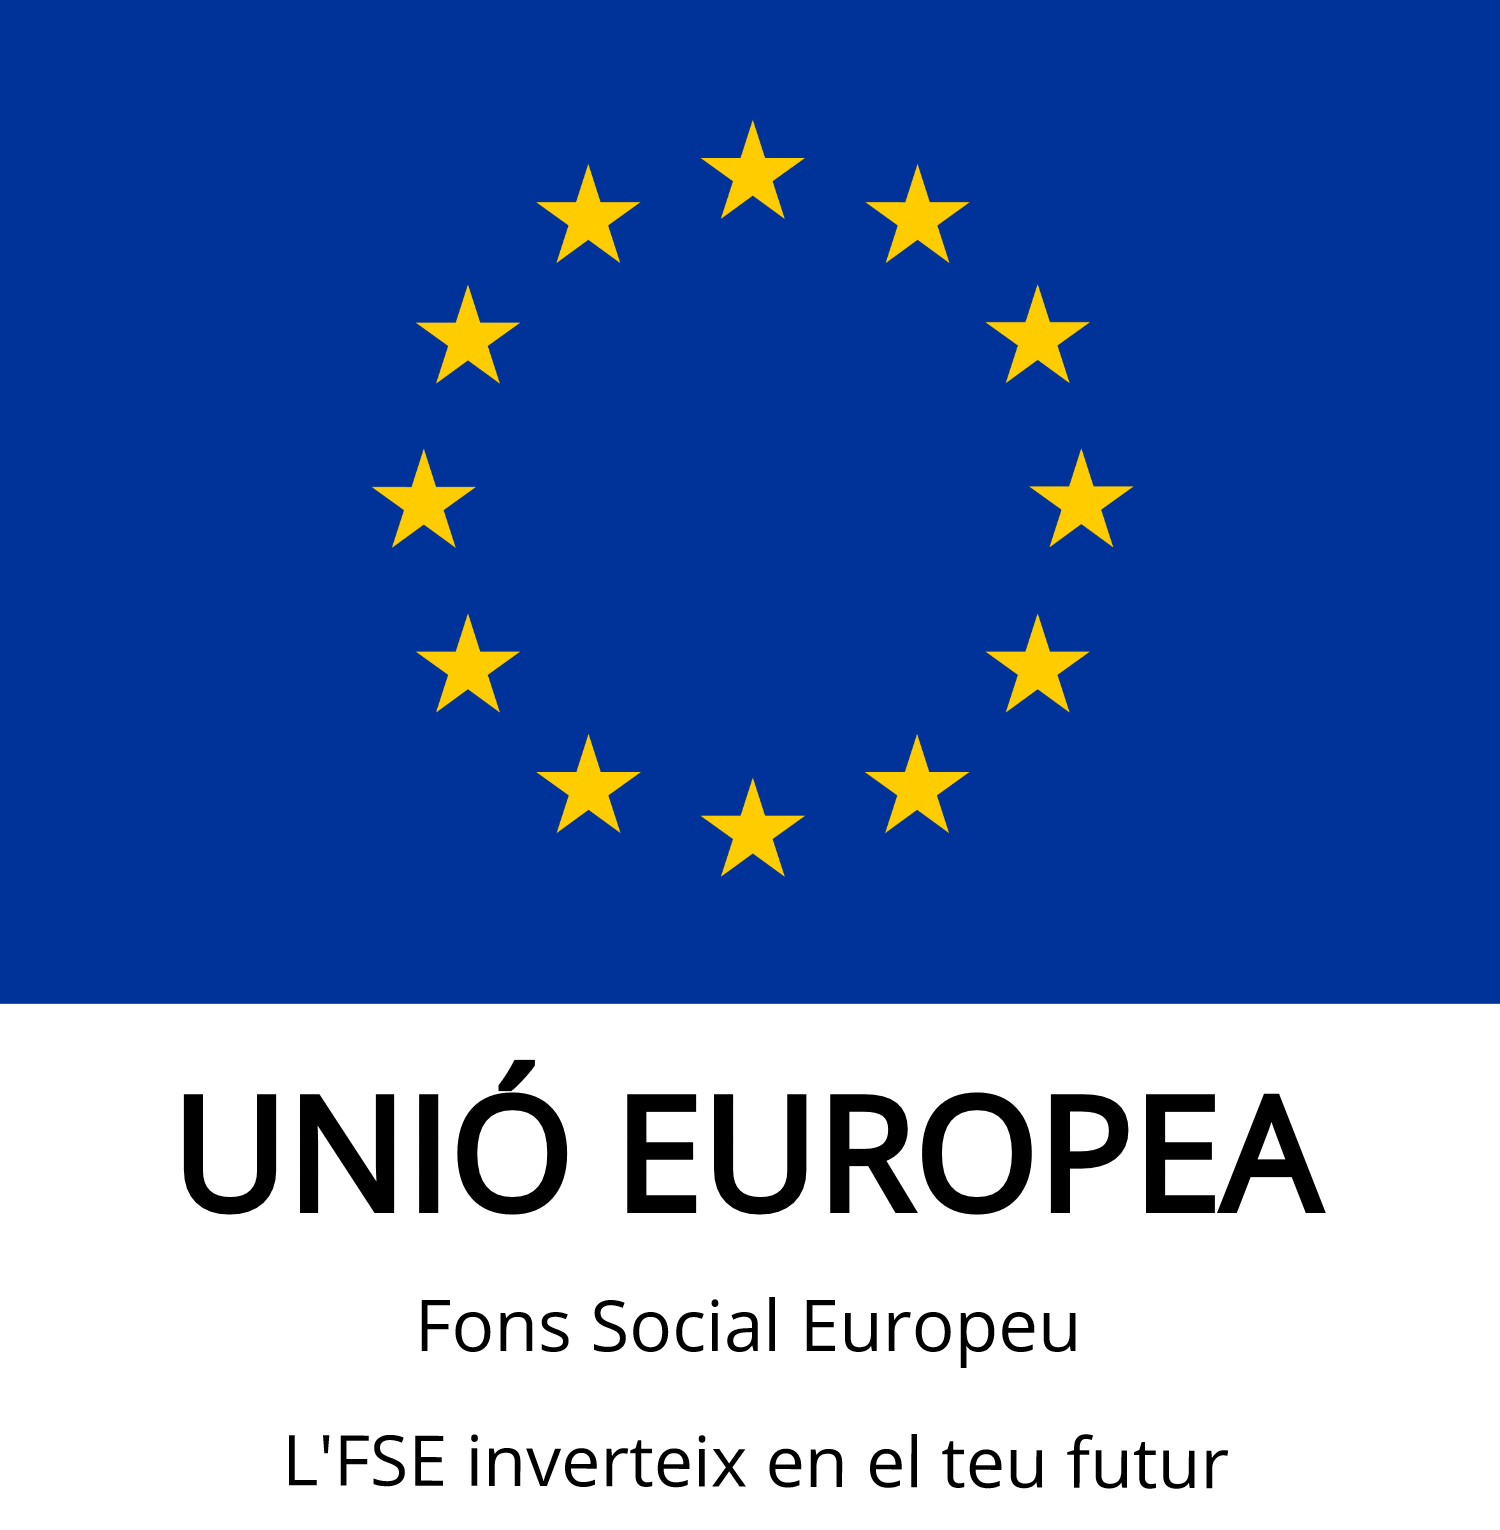 UNIÓ EUROPEA
Fons Social Europeu
L'FSE inverteix en el teu futur